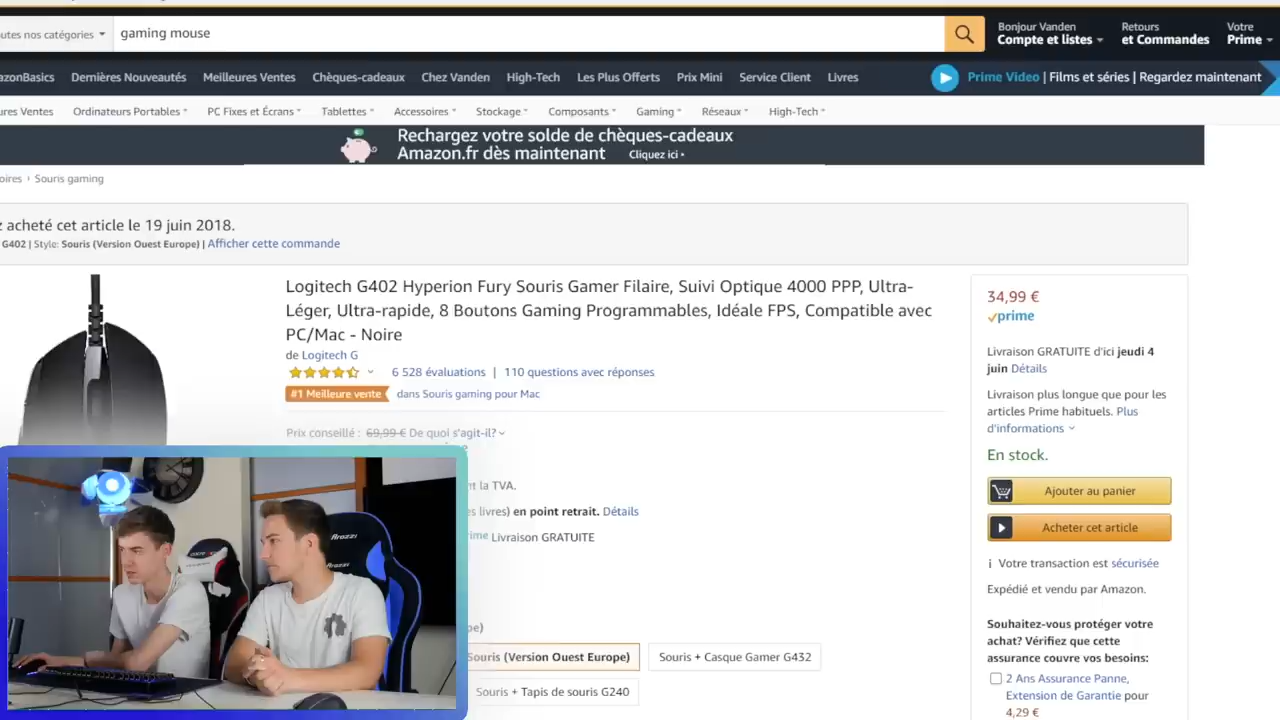 utes nos catégories
gaming mouse
Bonjour Vanden
Compte et listes
Retours
et Commandes
Votre
Prime
azonBasics Dernières Nouveautés Meilleures Ventes Chèques-cadeaux Chez Vanden High-Tech Les Plus Offerts Prix Mini Service Client Livres
Prime Video | Films et séries | Regardez maintenant
ures Ventes Ordinateurs Portables PC Fixes et Écrans Tablettes Accessoires Stockage Composants Gaming Réseaux High-Tech
Rechargez votre solde de chèques-cadeaux
Amazon.fr dès maintenant Cliquez ici
oires › Souris gaming
z acheté cet article le 19 juin 2018.
G402 | Style: Souris (Version Ouest Europe) | Afficher cette commande
Logitech G402 Hyperion Fury Souris Gamer Filaire, Suivi Optique 4000 PPP, Ultra-
Léger, Ultra-rapide, 8 Boutons Gaming Programmables, Idéale FPS, Compatible avec
PC/Mac - Noire
de Logitech G
6 528 évaluations | 110 questions avec réponses
#1 Meilleure vente dans Souris gaming pour Mac
Prix conseillé : 69,99 € De quoi s'agit-il?
nt la TVA.
es livres) en point retrait. Détails
rime Livraison GRATUITE
pe)
Souris (Version Ouest Europe)
Souris + Casque Gamer G432
Souris + Tapis de souris G240
34,99 €
prime
Livraison GRATUITE d'ici jeudi 4
juin Détails
Livraison plus longue que pour les
articles Prime habituels. Plus
d'informations
En stock.
Ajouter au panier
Acheter cet article
Votre transaction est sécurisée
Expédié et vendu par Amazon.
Souhaitez-vous protéger votre
achat? Vérifiez que cette
assurance couvre vos besoins:
2 Ans Assurance Panne,
Extension de Garantie pour
4,29 €
Arozzi
Arozzi